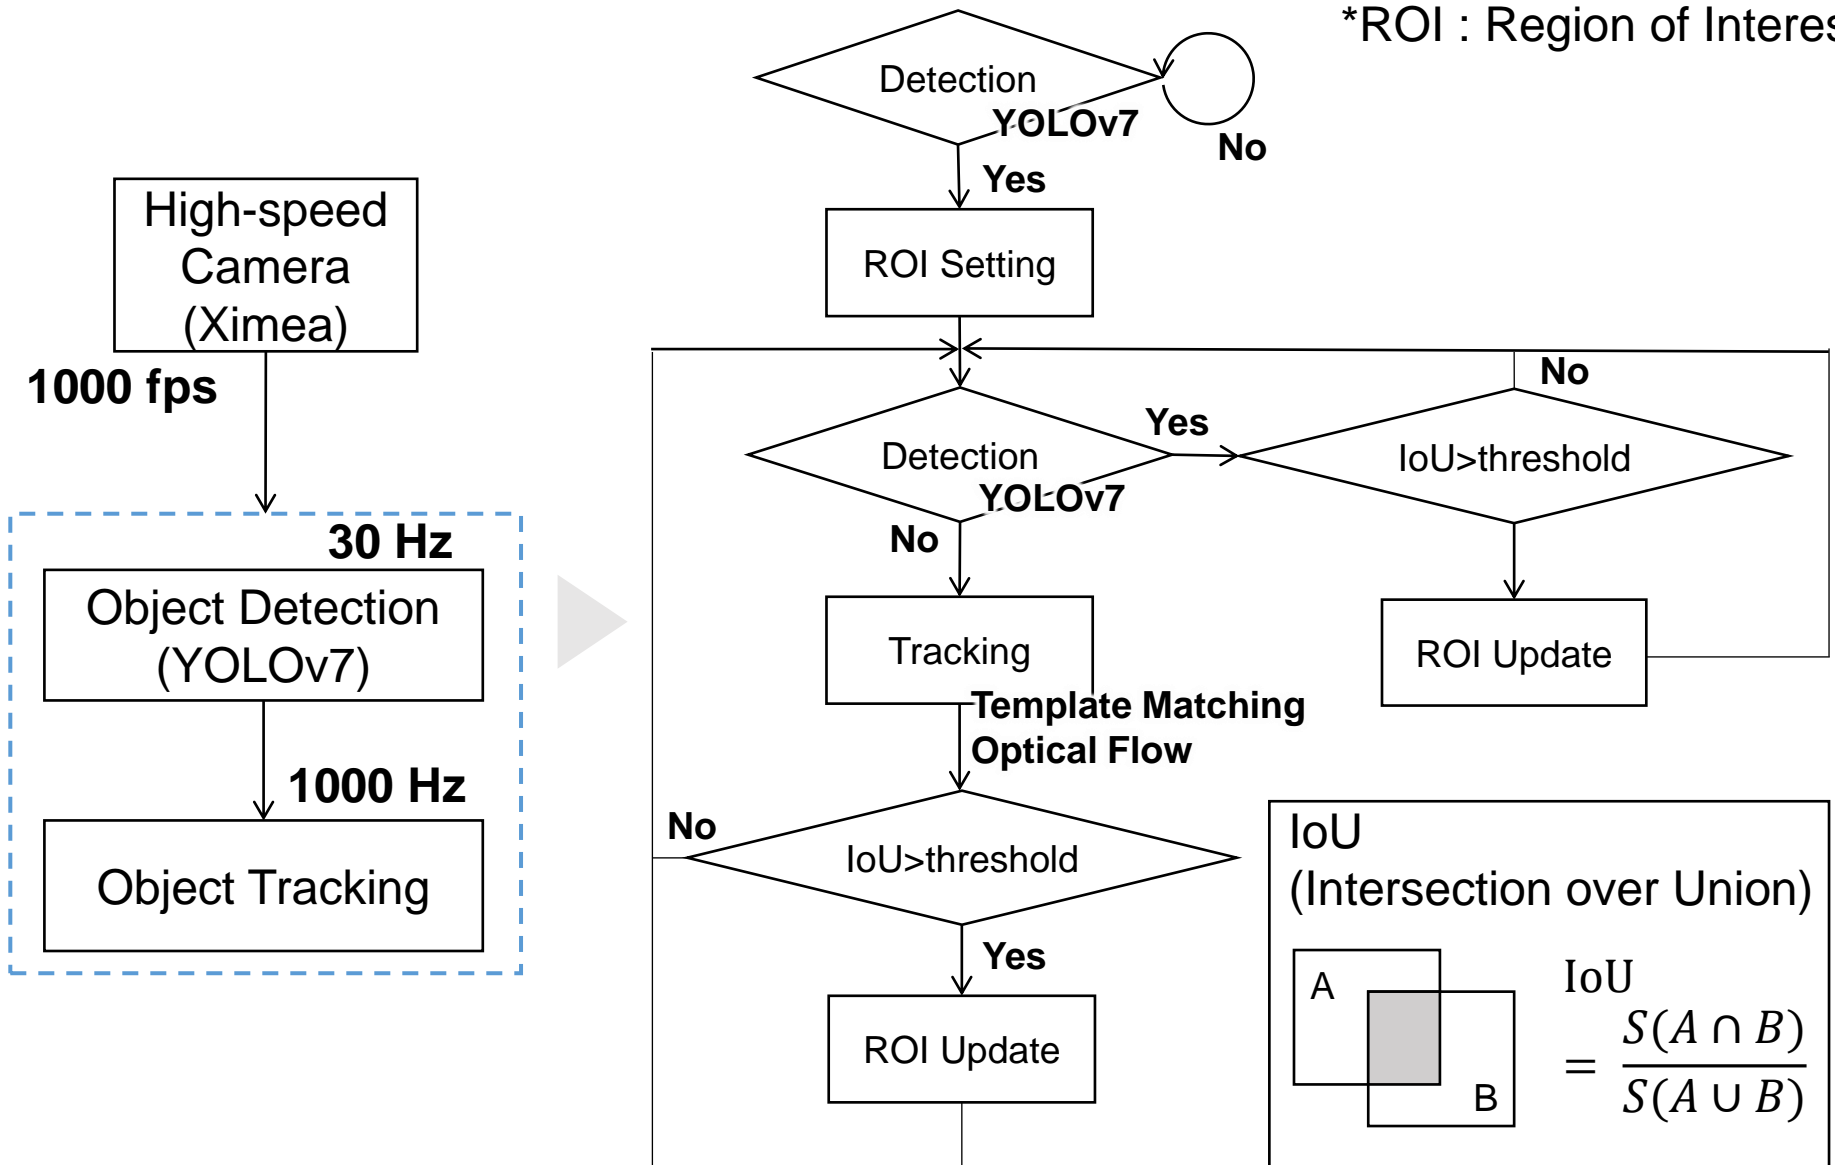 *ROI : Region of Interes
Detection
YOLOv7
No
Yes
ROI Setting
High-speed
Camera
(Ximea)
1000 fps
30 Hz
Object Detection
(YOLOv7)
1000 Hz
Object Tracking
Detection
YOLOv7
Yes
No
IoU>threshold
No
ROI Update
Tracking
Template Matching
Optical Flow
IoU>threshold
No
Yes
ROI Update
IoU
(Intersection over Union)
A
B
IoU
= S(A ∩ B)
S(A ∪ B)